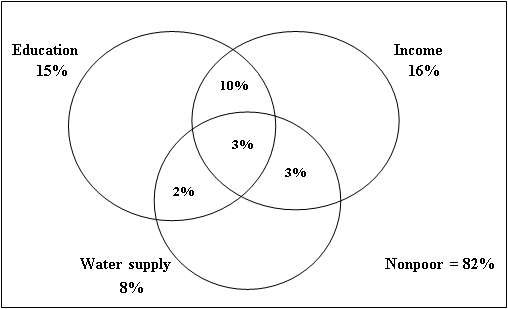 Education
15%
Income
16%
10%
3%
3%
2%
Water supply
8%
Nonpoor = 82%